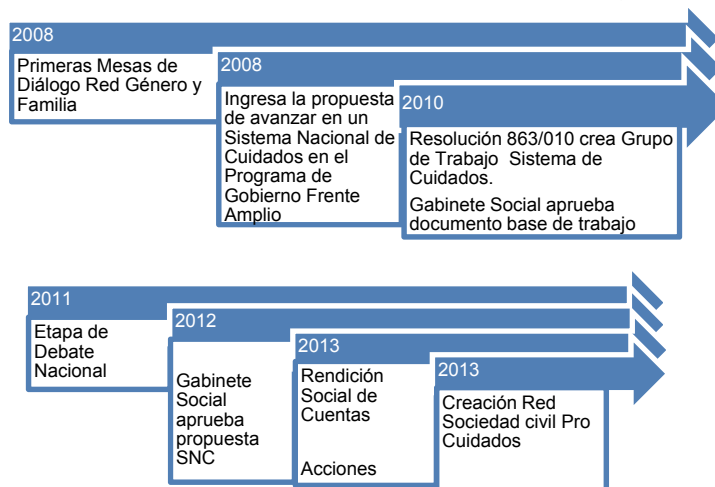 2008
Primeras Mesas de
Diálogo Red Género y
Familia
2008
Ingresa la propuesta
de avanzar en un
Sistema Nacional de
Cuidados en el
Programa de
Gobierno Frente
Amplio
2010
Resolución 863/010 crea Grupo
de Trabajo Sistema de
Cuidados.
Gabinete Social aprueba
documento base de trabajo
2011
Etapa de
Debate
Nacional
2012
Gabinete
Social
aprueba
propuesta
SNC
2013
Rendición
Social de
Cuentas
Acciones
2013
Creación Red
Sociedad civil Pro
Cuidados